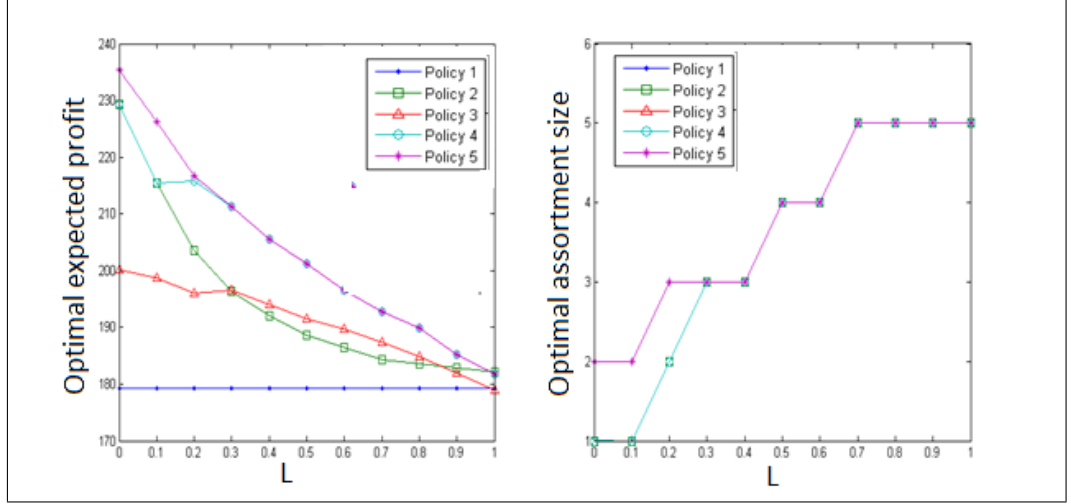 Optimal expected profit
240
230
220
210
200
190
180
170
0 0.1 0.2 0.3 0.4 0.5 0.6 0.7 0.8 0.9 1
L
Policy 1
Policy 2
Policy 3
Policy 4
Policy 5
Optimal assortment size
6
5
4
3
2
1
0 0.1 0.2 0.3 0.4 0.5 0.6 0.7 0.8 0.9 1
L
Policy 1
Policy 2
Policy 3
Policy 4
Policy 5